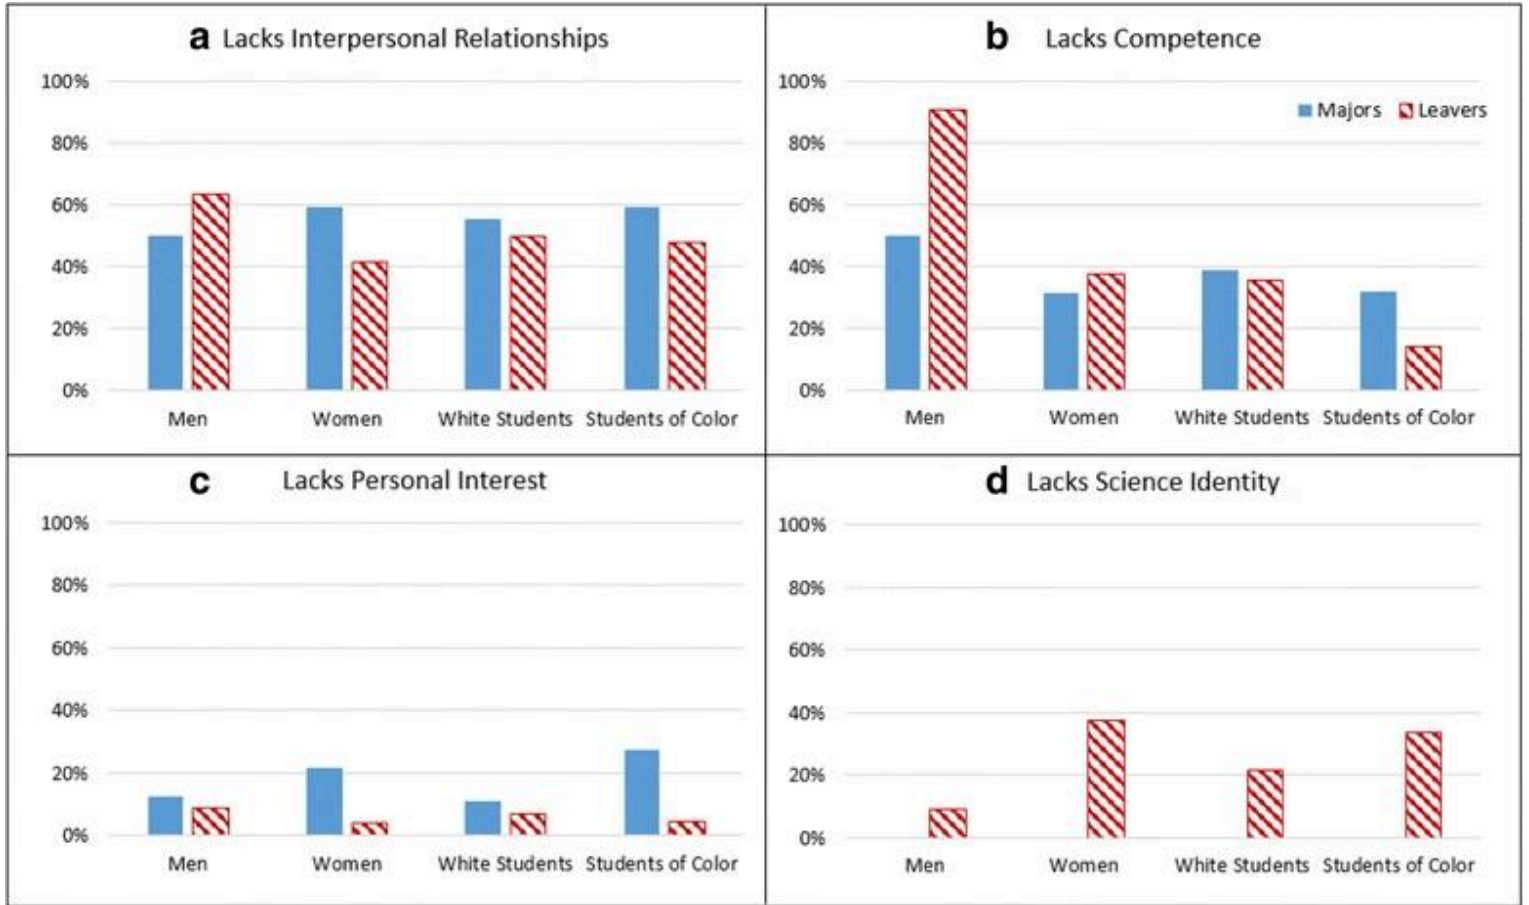 a Lacks Interpersonal Relationships
100%
80%
60%
40%
20%
0%
Men Women White Students Students of Color
b Lacks Competence
100%
Majors Leavers
80%
60%
40%
20%
0%
Men Women White Students Students of Color
c Lacks Personal Interest
100%
80%
60%
40%
20%
0%
Men Women White Students Students of Color
d Lacks Science Identity
100%
80%
60%
40%
20%
0%
Men Women White Students Students of Color